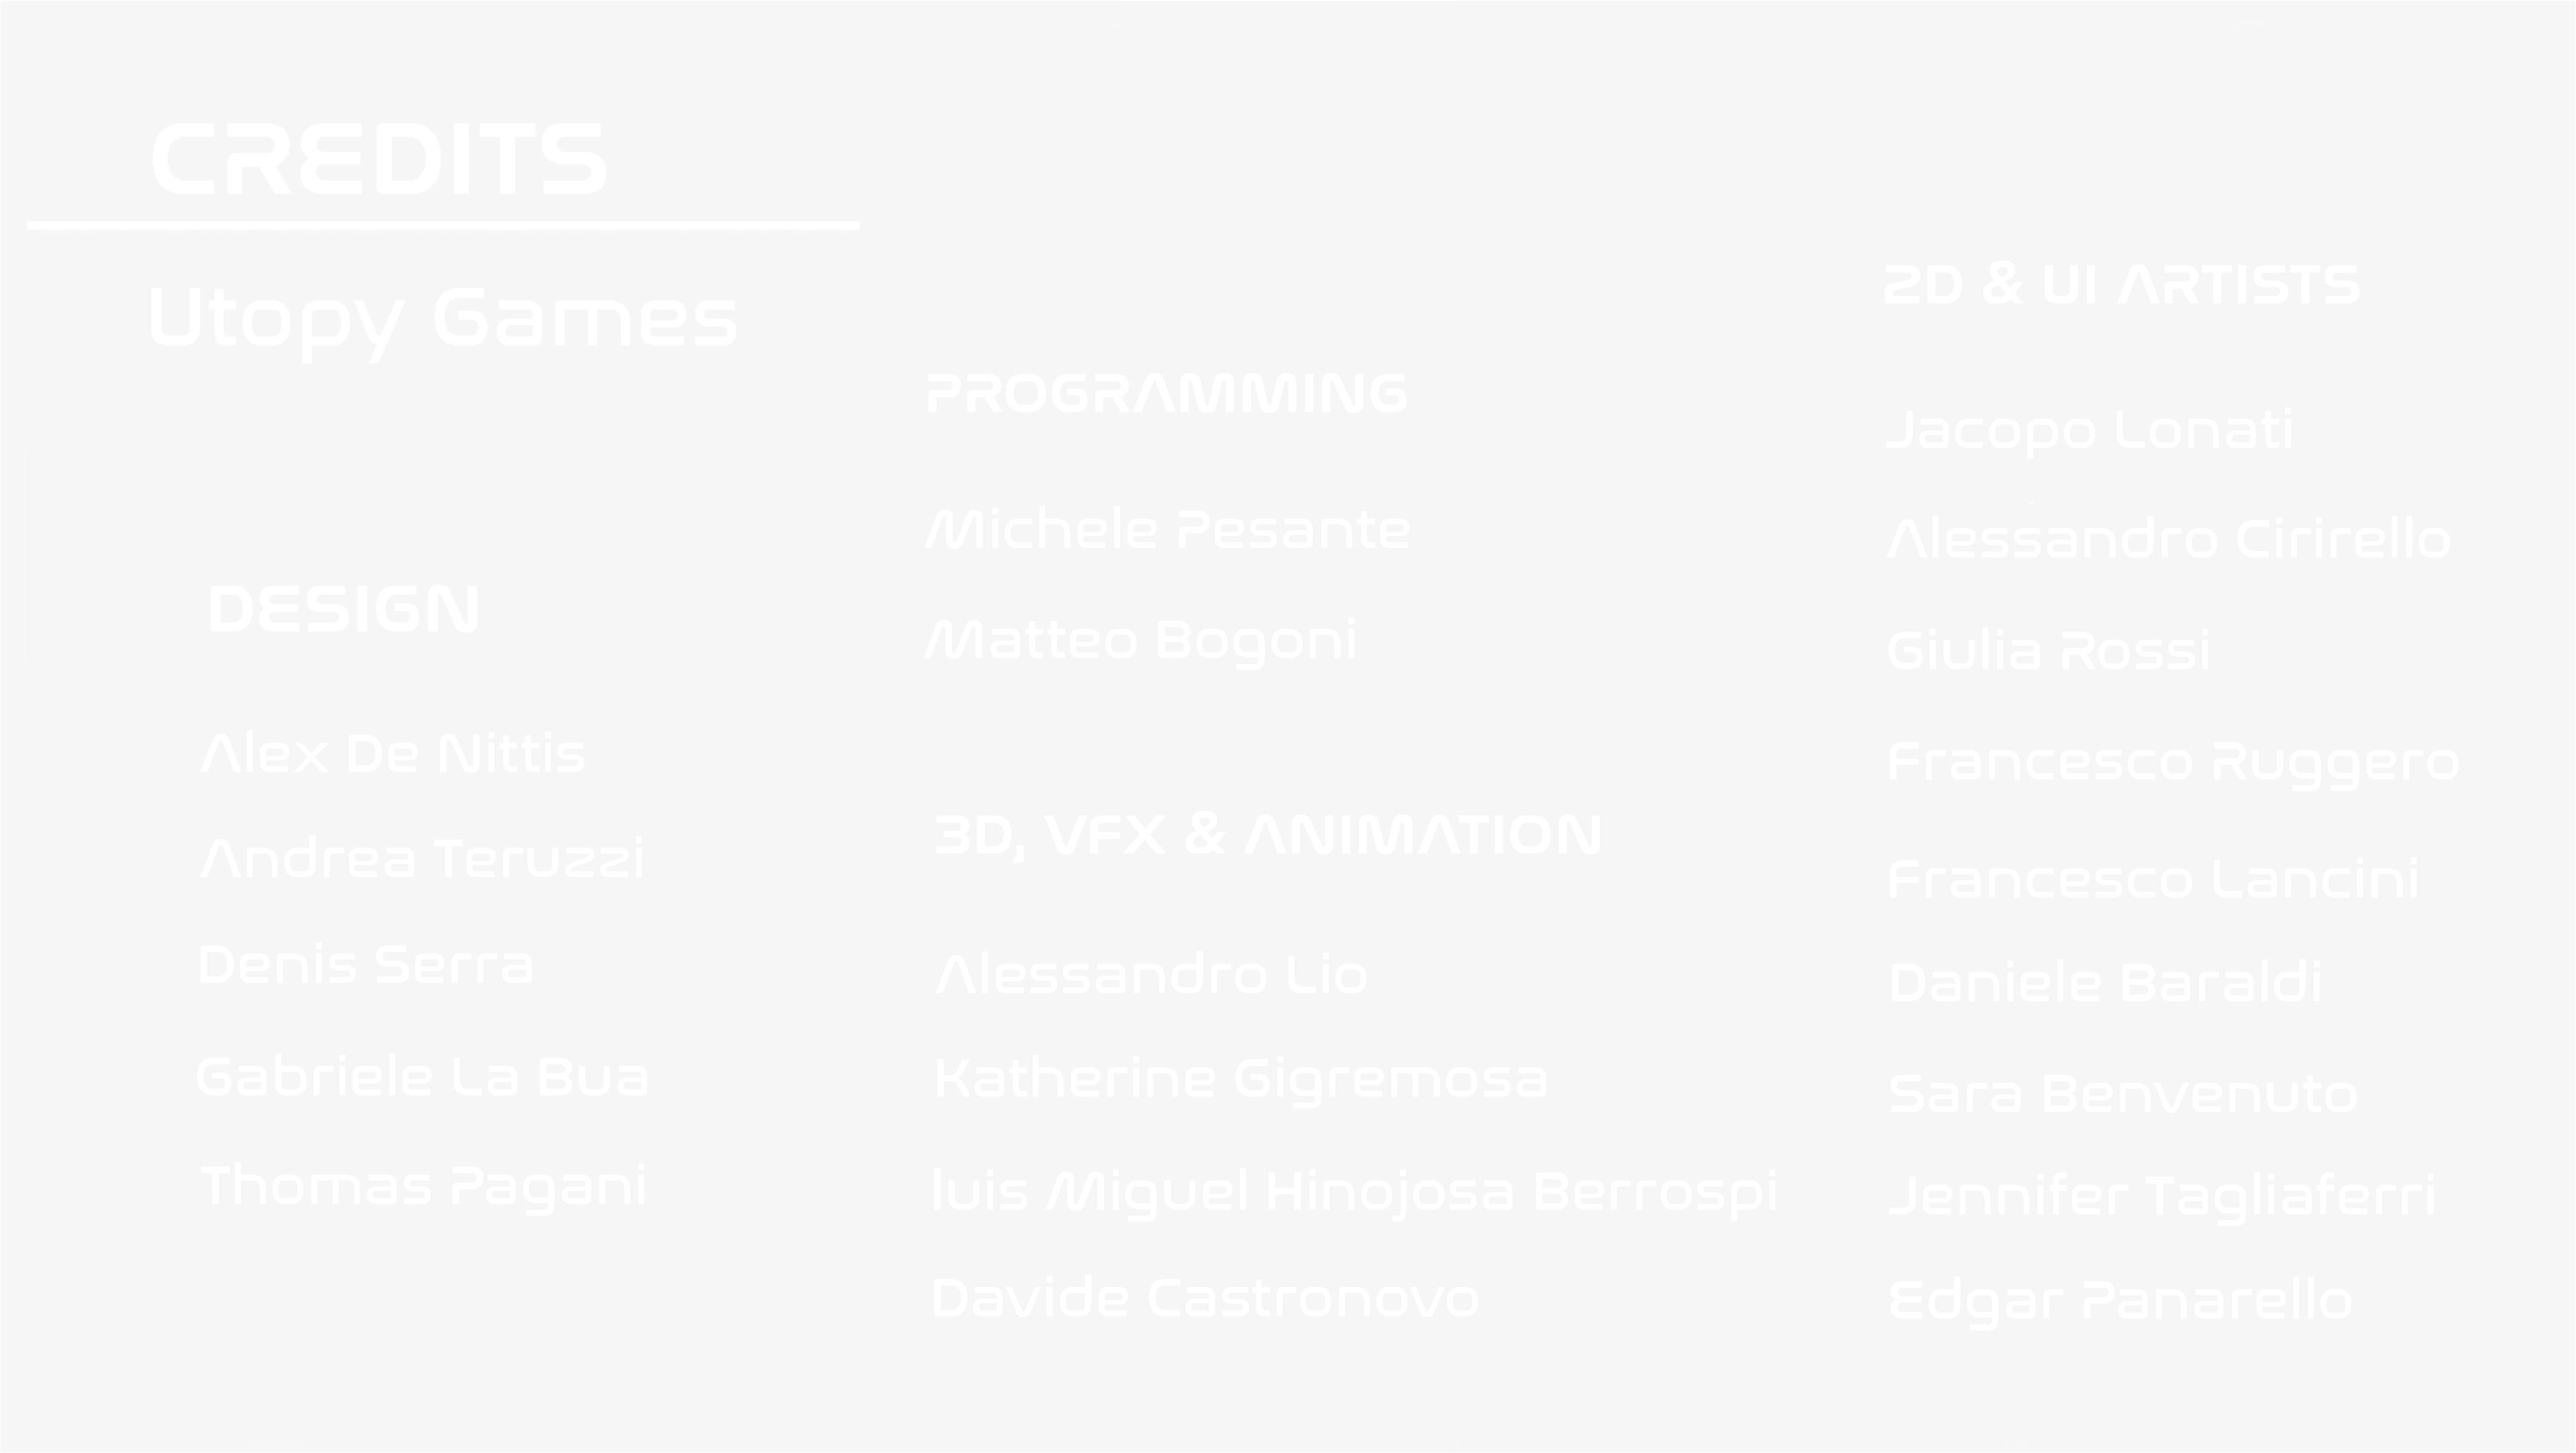 CREDITS
Utopy Games
DESIGN
Alex De Nittis
Andrea Teruzzi
Denis Serra
Gabriele La Bua
Thomas Pagani
PROGRAMMING
Michele Pesante
Matteo Bogoni
3D, VFX & ANIMATION
Alessandro Lio
Katherine Gigremosa
luis Miguel Hinojosa Berrospi
Davide Castronovo
2D & UI ARTISTS
Jacopo Lonati
Alessandro Cirirello
Giulia Rossi
Francesco Ruggero
Francesco Lancini
Daniele Baraldi
Sara Benvenuto
Jennifer Tagliaferri
Edgar Panarello